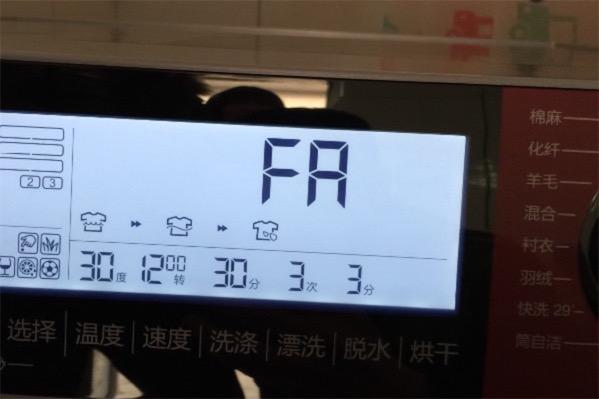 FA
2 3
30度 1200转 30分 3次 3分
选择 温度 速度 洗涤 漂洗 脱水 烘干
棉麻
化纤
羊毛
混合
衬衣
羽绒
快洗 29'
筒自洁